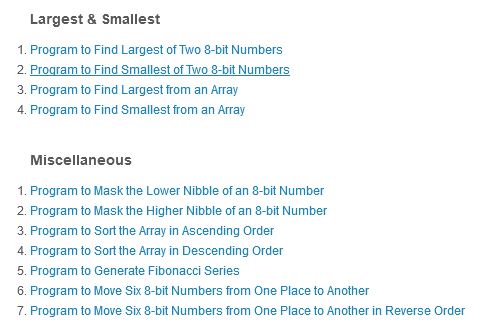 Largest & Smallest
1. Program to Find Largest of Two 8-bit Numbers
2. Program to Find Smallest of Two 8-bit Numbers
3. Program to Find Largest from an Array
4. Program to Find Smallest from an Array
Miscellaneous
1. Program to Mask the Lower Nibble of an 8-bit Number
2. Program to Mask the Higher Nibble of an 8-bit Number
3. Program to Sort the Array in Ascending Order
4. Program to Sort the Array in Descending Order
5. Program to Generate Fibonacci Series
6. Program to Move Six 8-bit Numbers from One Place to Another
7. Program to Move Six 8-bit Numbers from One Place to Another in Reverse Order